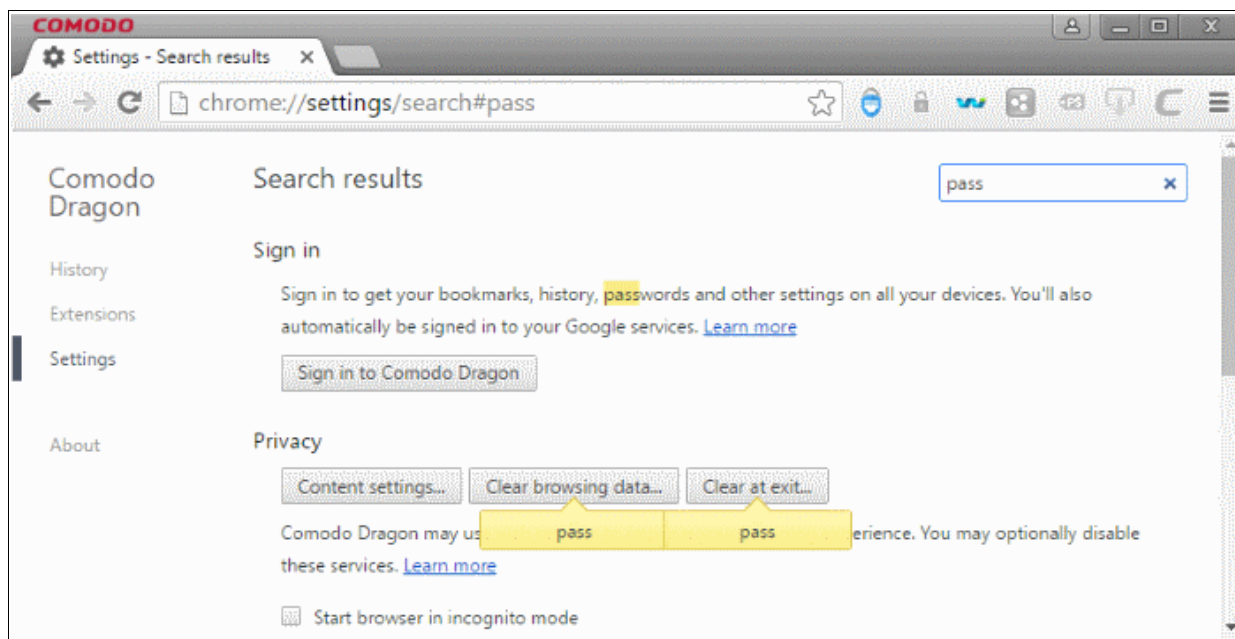 COMODO
Settings - Search results
chrome://settings/search#pass
Comodo
Dragon
History
Extensions
Settings
About
Search results
pass
Sign in
Sign in to get your bookmarks, history, passwords and other settings on all your devices. You'll also
automatically be signed in to your Google services. Learn more
Sign in to Comodo Dragon
Privacy
Content settings... Clear browsing data... Clear at exit...
Comodo Dragon may us pass pass erience. You may optionally disable
these services. Learn more
Start browser in incognito mode